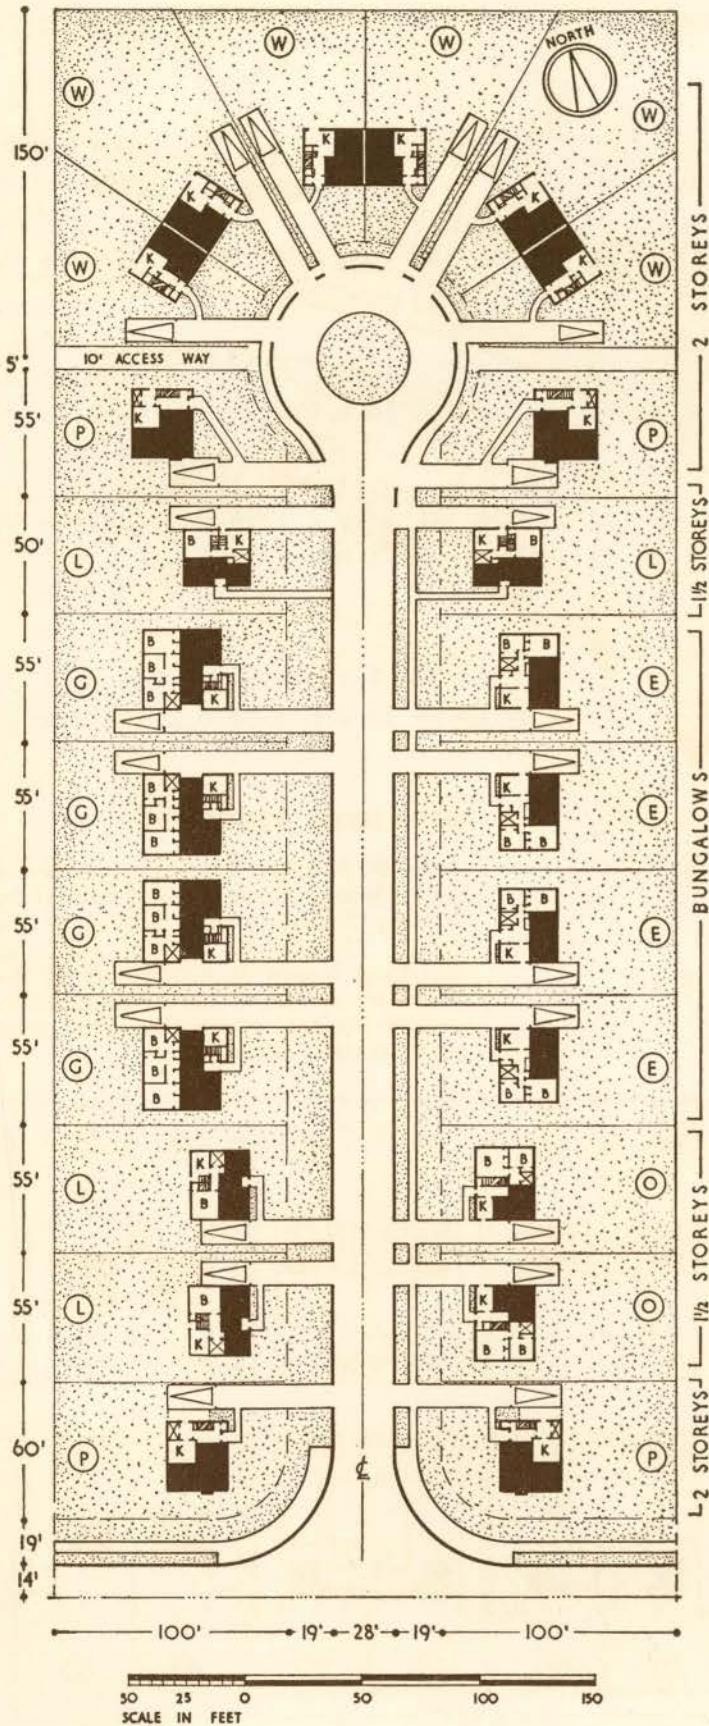 W W
NORTH
W W
150'
K K
K K
W W
K K
5' 10' ACCESS WAY
2 STOREYS
55' P K K P
50' L B K K B L
1½ STOREYS
55' G B B B K B B K E
55' G B B B K K B B E
BUNGALOWS
55' G B B B K B B K E
55' G B B B K K B B E
55' L K B B B K O
1½ STOREYS
55' L B K K B B O
60' P K K P
2 STOREYS
℄
19'
14'
100' 19' 28' 19' 100'
50 25 0 50 100 150
SCALE IN FEET